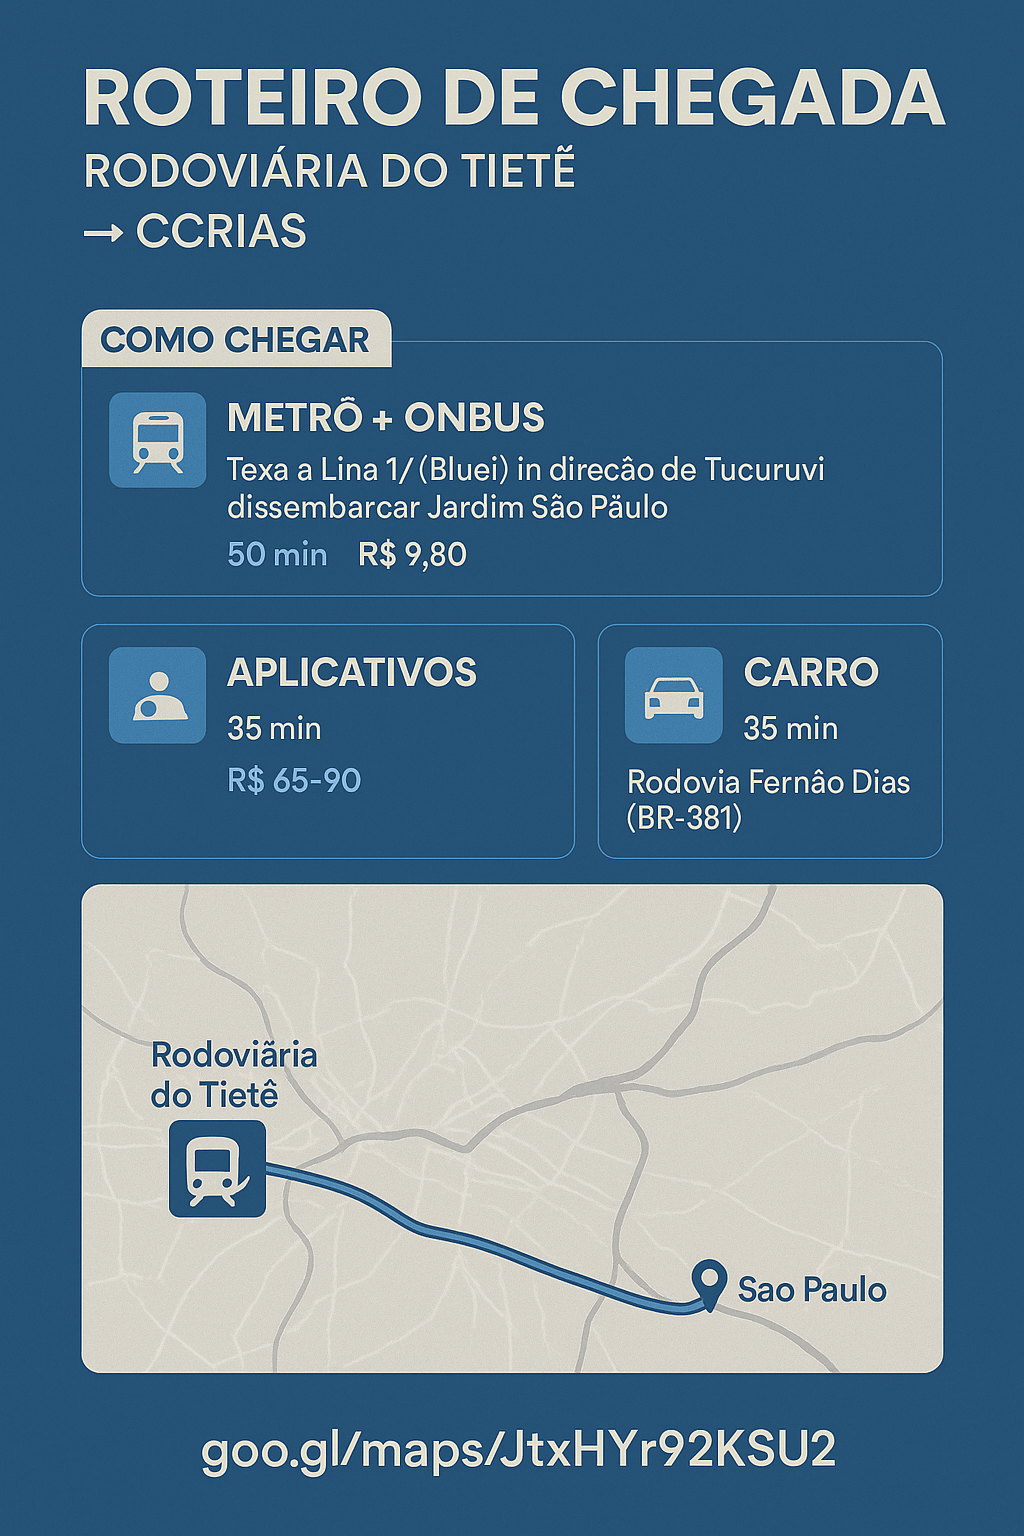 ROTEIRO DE CHEGADA
RODOVIÁRIA DO TIETẼ
→ CCRIAS
COMO CHEGAR
METRÔ + ONBUS
Texa a Lina 1/(Bluei) in direcâo de Tucuruvi
dissembarcar Jardim São Päulo
50 min R$ 9,80
APLICATIVOS
35 min
R$ 65-90
CARRO
35 min
Rodovia Fernâo Dias
(BR-381)
Rodoviãria
do Tietê
Sao Paulo
goo.gl/maps/JtxHYr92KSU2